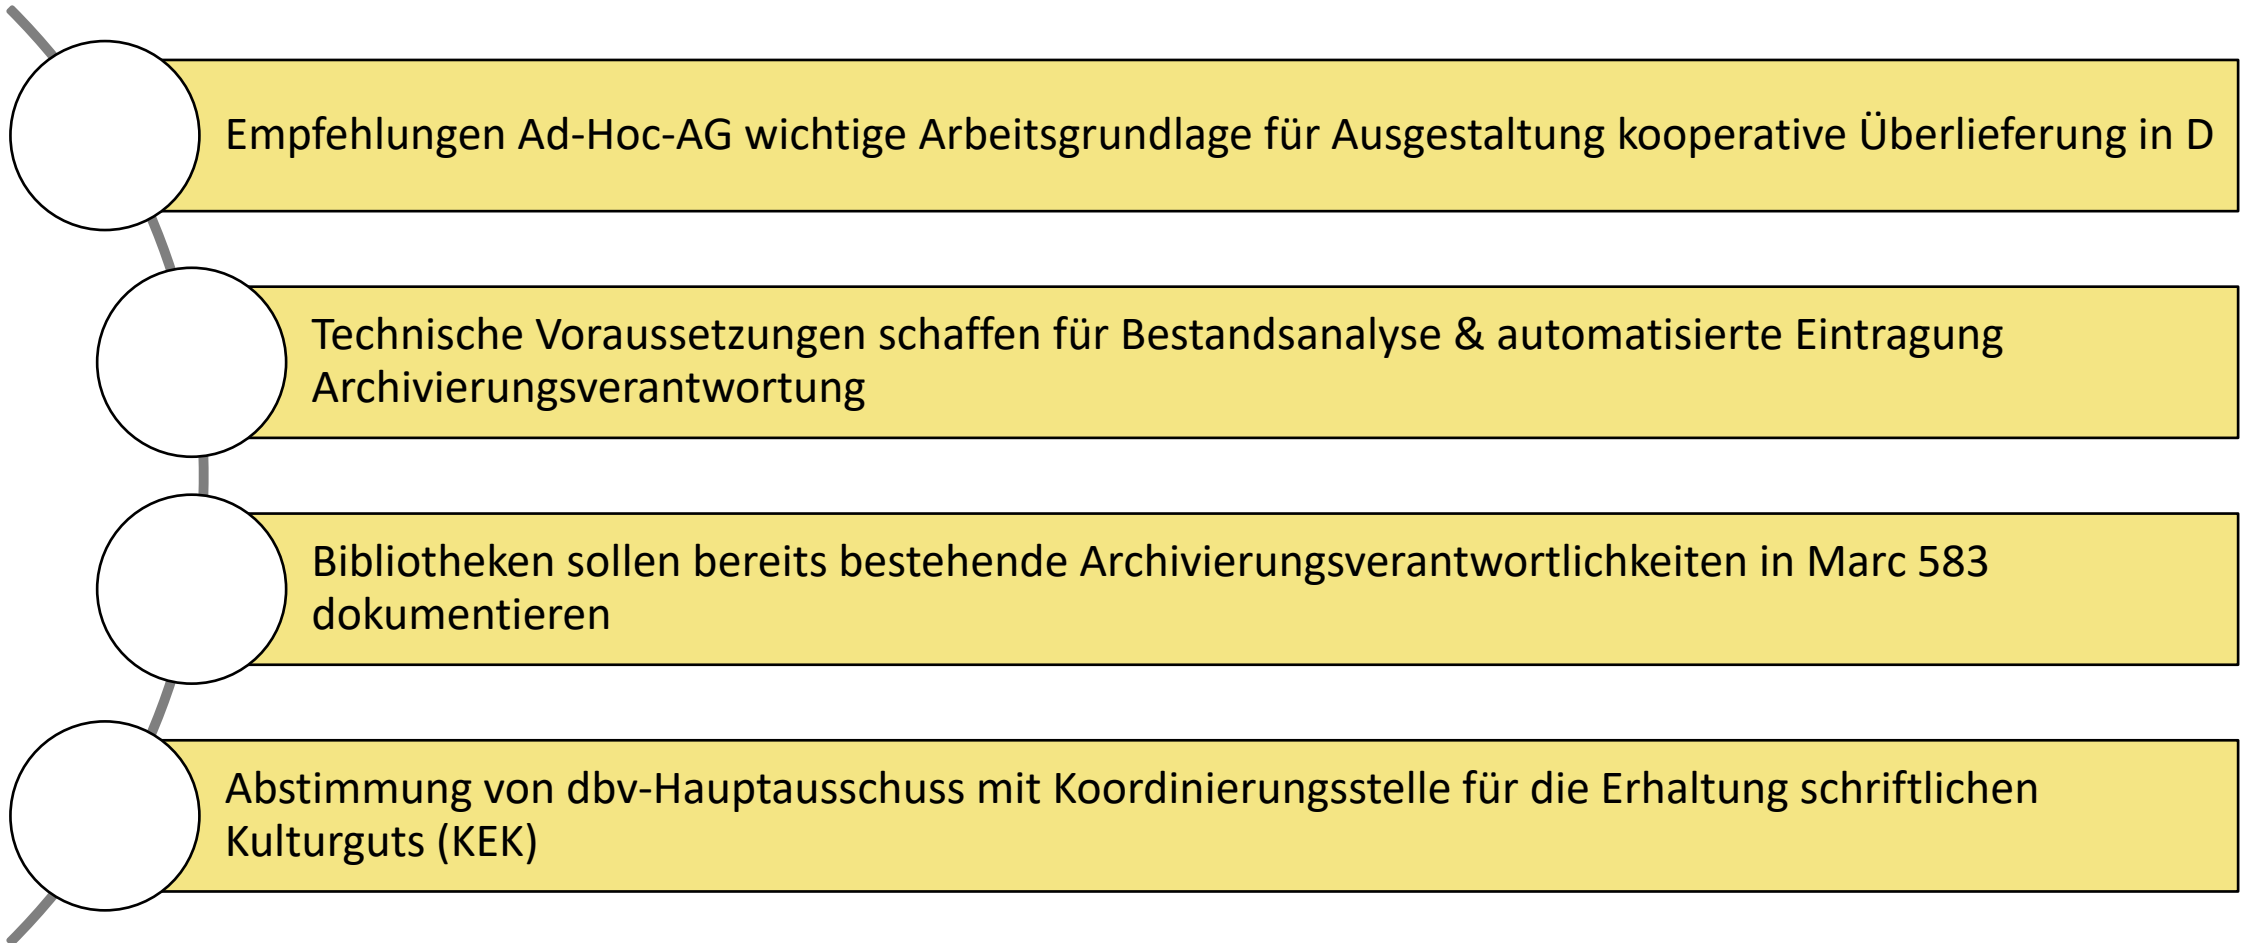 Empfehlungen Ad-Hoc-AG wichtige Arbeitsgrundlage für Ausgestaltung kooperative Überlieferung in D
Technische Voraussetzungen schaffen für Bestandsanalyse & automatisierte Eintragung
Archivierungsverantwortung
Bibliotheken sollen bereits bestehende Archivierungsverantwortlichkeiten in Marc 583
dokumentieren
Abstimmung von dbv-Hauptausschuss mit Koordinierungsstelle für die Erhaltung schriftlichen
Kulturguts (KEK)